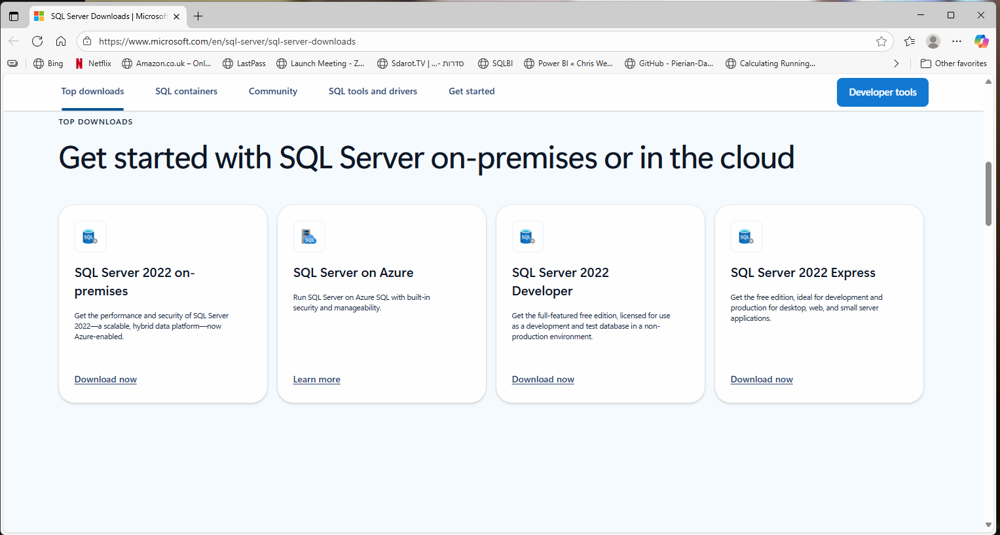 SQL Server Downloads | Microsof
https://www.microsoft.com/en/sql-server/sql-server-downloads
Bing
Netflix
Amazon.co.uk – Onl...
LastPass
Launch Meeting - Z...
Sdarot.TV | ...- סדרות
SQLBI
Power BI « Chris We...
GitHub - Pierian-Da...
Calculating Running...
Other favorites
Top downloads
SQL containers
Community
SQL tools and drivers
Get started
Developer tools
TOP DOWNLOADS
Get started with SQL Server on-premises or in the cloud
SQL
SQL Server 2022 on-
premises
Get the performance and security of SQL Server
2022—a scalable, hybrid data platform—now
Azure-enabled.
Download now
SQL
SQL Server on Azure
Run SQL Server on Azure SQL with built-in
security and manageability.
Learn more
SQL
SQL Server 2022
Developer
Get the full-featured free edition, licensed for use
as a development and test database in a non-
production environment.
Download now
SQL
SQL Server 2022 Express
Get the free edition, ideal for development and
production for desktop, web, and small server
applications.
Download now